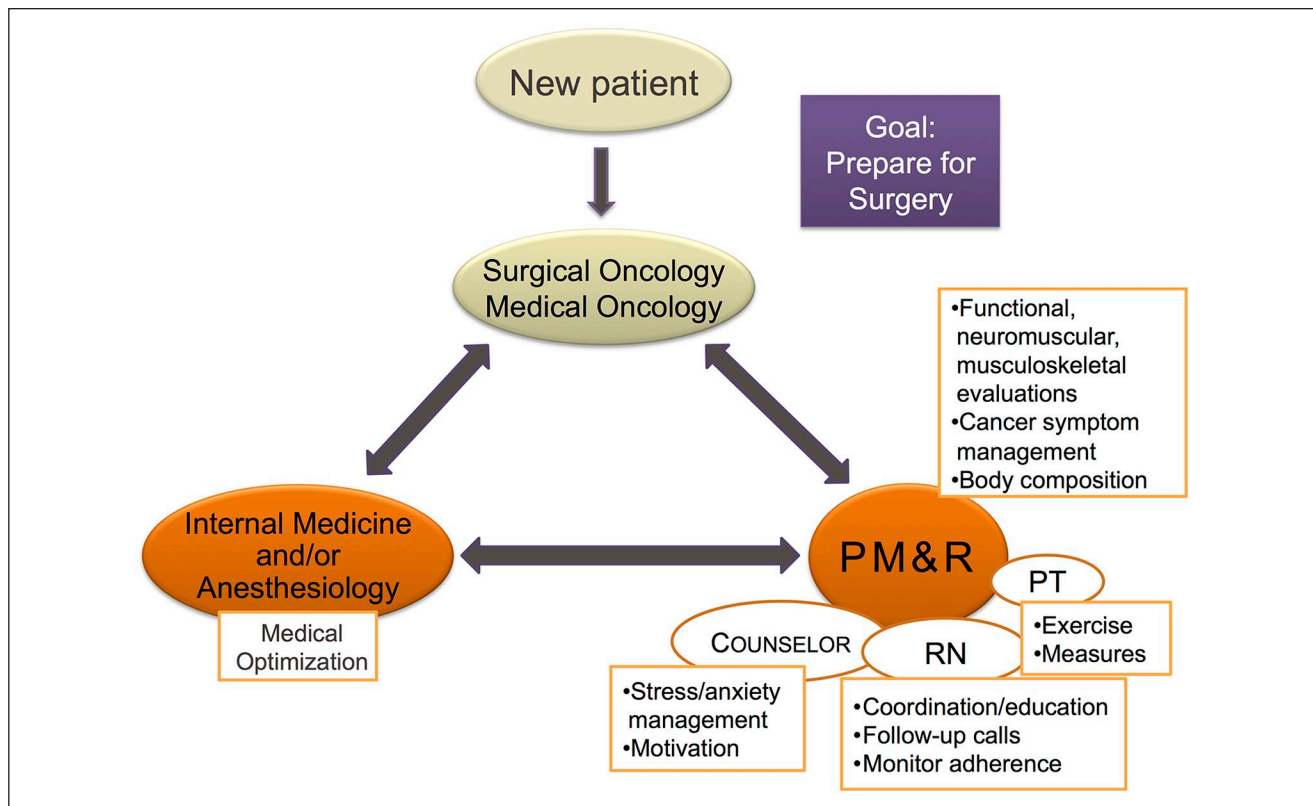 New patient
Goal:
Prepare for
Surgery
Surgical Oncology
Medical Oncology
•Functional,
neuromuscular,
musculoskeletal
evaluations
•Cancer symptom
management
•Body composition
Internal Medicine
and/or
Anesthesiology
Medical
Optimization
PM&R
PT
•Exercise
•Measures
COUNSELOR
•Stress/anxiety
management
•Motivation
RN
•Coordination/education
•Follow-up calls
•Monitor adherence